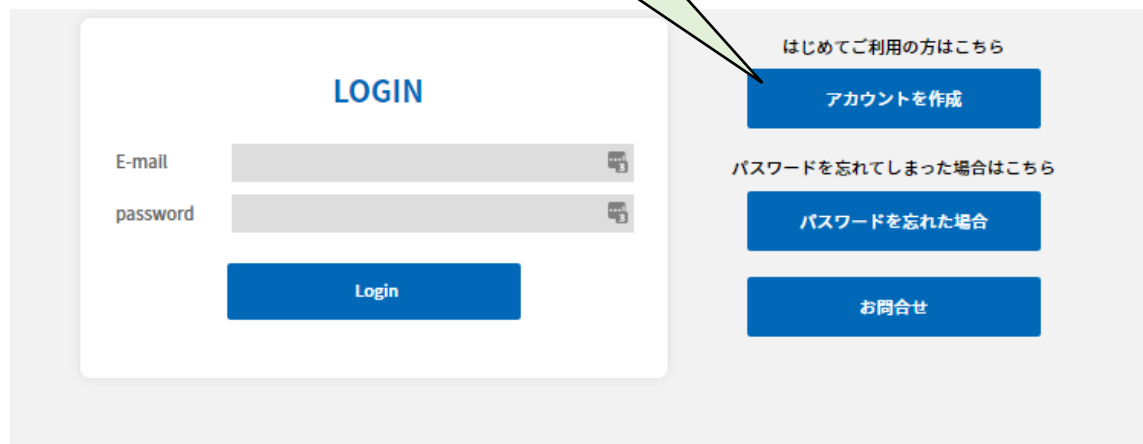 LOGIN
E-mail
password
Login
はじめてご利用の方はこちら
アカウントを作成
パスワードを忘れてしまった場合はこちら
パスワードを忘れた場合
お問合せ